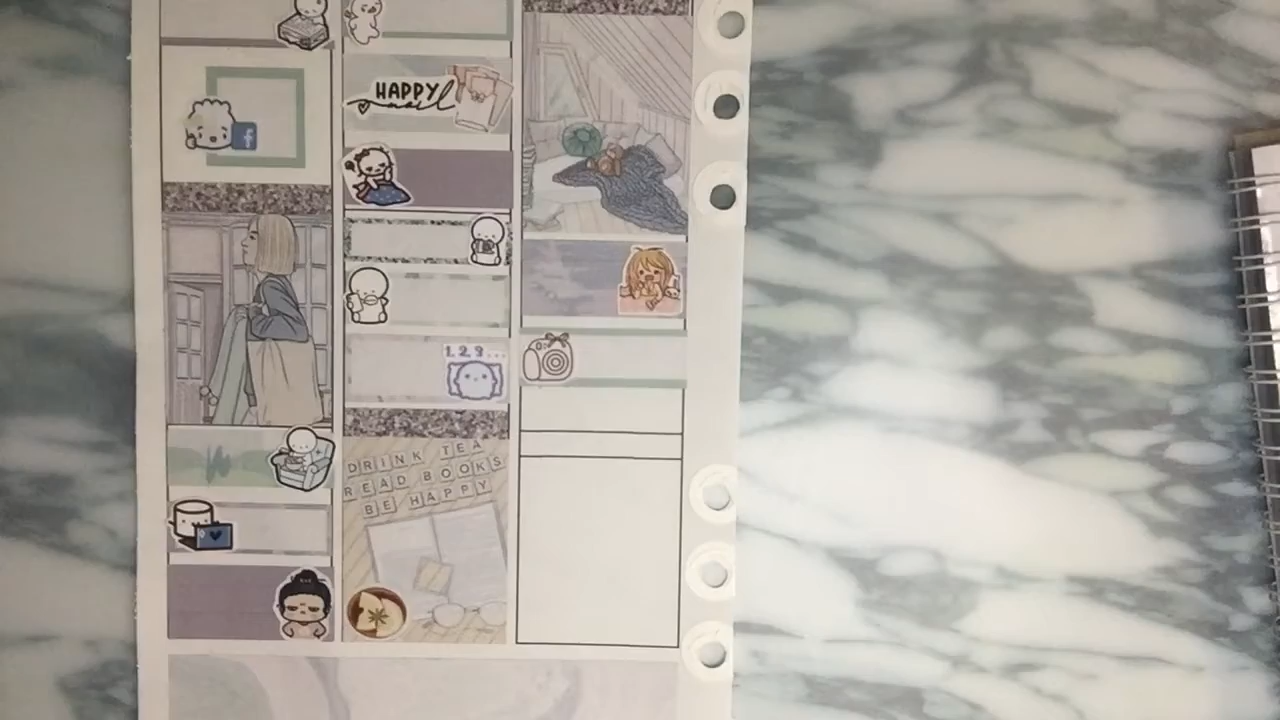 f
HAPPY
mail
1,2,3...
DRINK TEA
READ BOOKS
BE HAPPY